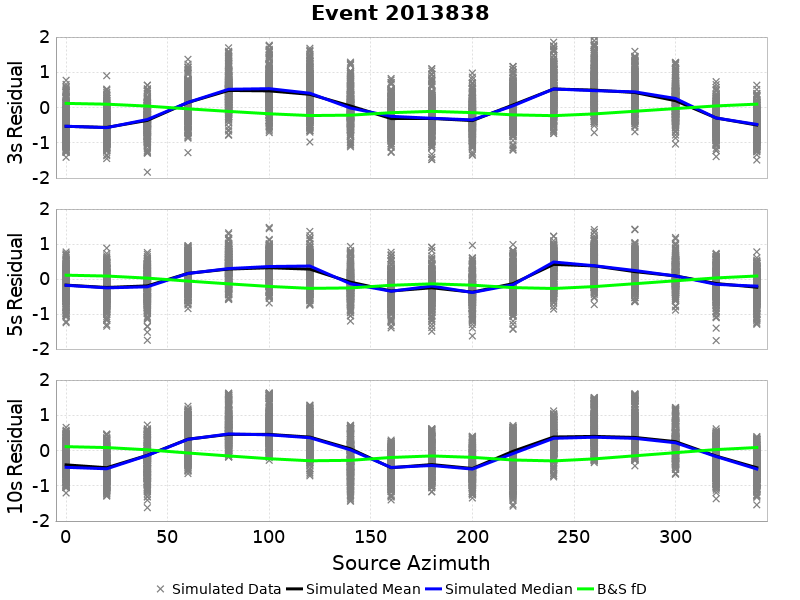 Event 2013838
3s Residual
2
1
0
-1
-2
5s Residual
2
1
0
-1
-2
10s Residual
2
1
0
-1
-2
0 50 100 150 200 250 300
Source Azimuth
Simulated Data Simulated Mean Simulated Median B&S fD